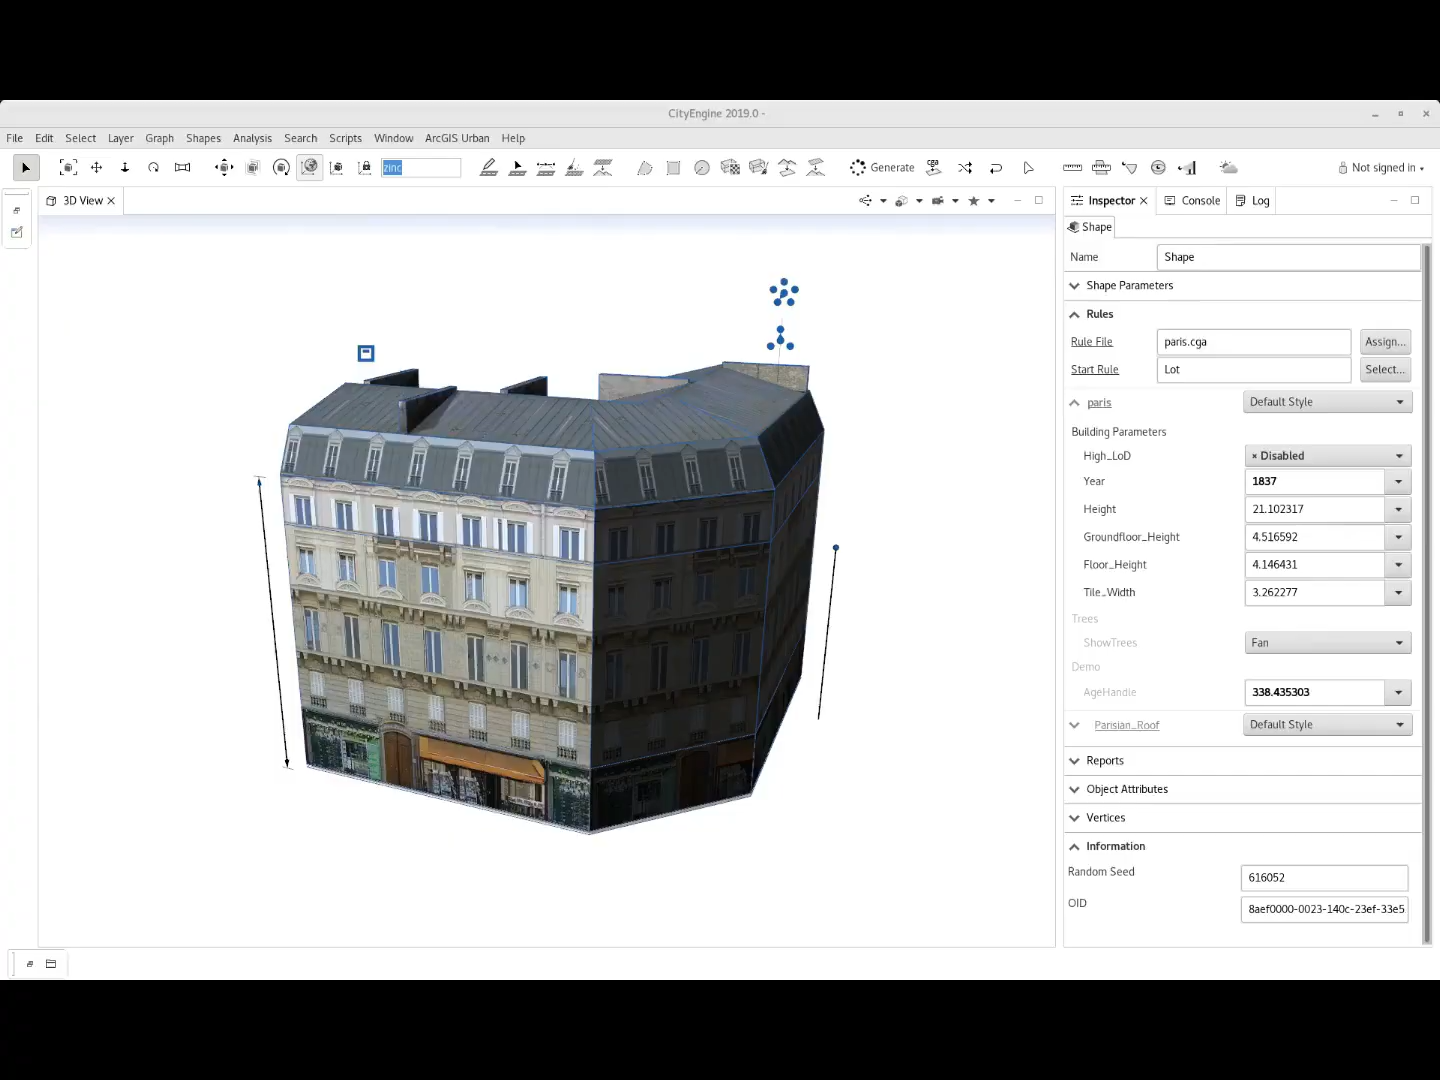 CityEngine 2019.0 -
File Edit Select Layer Graph Shapes Analysis Search Scripts Window ArcGIS Urban Help
zinc Generate cga Not signed in
3D View Inspector Console Log
Shape
Name Shape
Shape Parameters
Rules
Rule File paris.cga Assign...
Start Rule Lot Select...
paris Default Style
Building Parameters
High_LoD × Disabled
Year 1837
Height 21.102317
Groundfloor_Height 4.516592
Floor_Height 4.146431
Tile_Width 3.262277
Trees
ShowTrees Fan
Demo
AgeHandle 338.435303
Parisian_Roof Default Style
Reports
Object Attributes
Vertices
Information
Random Seed 616052
OID 8aef0000-0023-140c-23ef-33e5